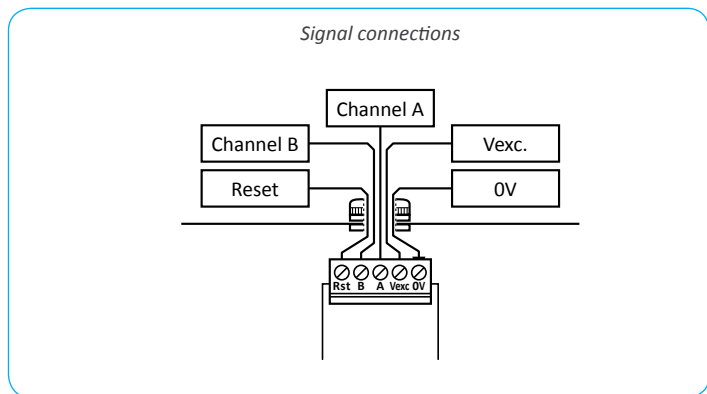 Signal connections
Channel A
Channel B
Vexc.
Reset
0V
Rst B A Vexc 0V